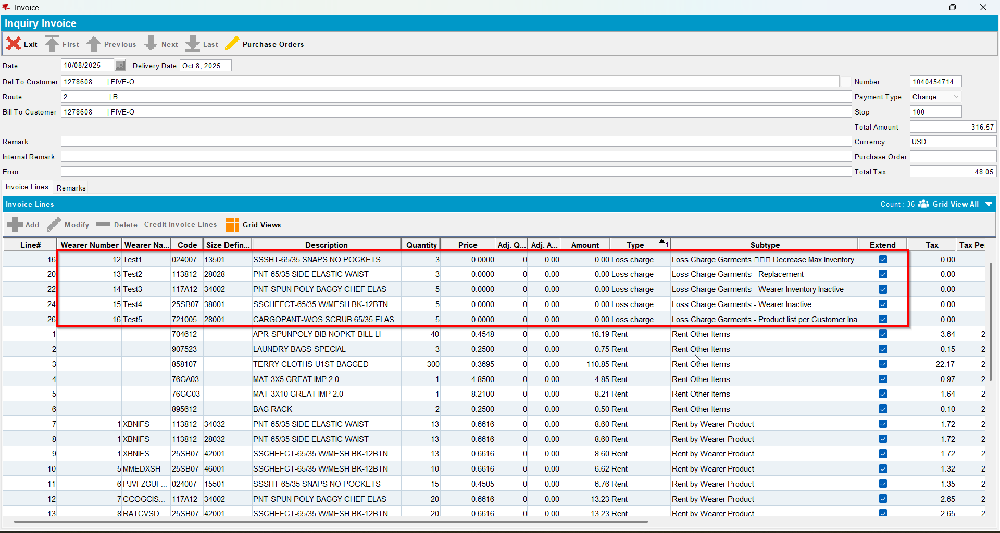 Invoice
Inquiry Invoice
Exit First Previous Next Last Purchase Orders
Date 10/08/2025 Delivery Date Oct 8, 2025
Del To Customer 1278608 | FIVE-O ... Number 1040454714
Route 2 | B Payment Type Charge
Bill To Customer 1278608 | FIVE-O Stop 100
Total Amount 316.57
Remark Currency USD
Internal Remark Purchase Order
Error Total Tax 48.05
Invoice Lines Remarks
Invoice Lines Count : 36 Grid View All
Add Modify Delete Credit Invoice Lines Grid Views
Line# Wearer Number Wearer Na... Code Size Defin... Description Quantity Price Adj. Q... Adj. A... Amount Type 1 Subtype Extend Tax Tax Pe
16 12 Test1 024007 13501 SSSHT-65/35 SNAPS NO POCKETS 3 0.0000 0 0.00 0.00 Loss charge Loss Charge Garments □□□ Decrease Max Inventory 0.00
20 13 Test2 113812 28028 PNT-65/35 SIDE ELASTIC WAIST 3 0.0000 0 0.00 0.00 Loss charge Loss Charge Garments - Replacement 0.00
22 14 Test3 117A12 34002 PNT-SPUN POLY BAGGY CHEF ELAS 5 0.0000 0 0.00 0.00 Loss charge Loss Charge Garments - Wearer Inventory Inactive 0.00
24 15 Test4 25SB07 38001 SSCHEFCT-65/35 W/MESH BK-12BTN 5 0.0000 0 0.00 0.00 Loss charge Loss Charge Garments - Wearer Inactive 0.00
26 16 Test5 721005 28001 CARGOPANT-WOS SCRUB 65/35 ELAS 5 0.0000 0 0.00 0.00 Loss charge Loss Charge Garments - Product list per Customer Ina 0.00
1 704612 - APR-SPUNPOLY BIB NOPKT-BILL LI 40 0.4548 0 0.00 18.19 Rent Rent Other Items 3.64 2
2 907523 - LAUNDRY BAGS-SPECIAL 3 0.2500 0 0.00 0.75 Rent Rent Other Items 0.15 2
3 858107 - TERRY CLOTHS-U1ST BAGGED 300 0.3695 0 0.00 110.85 Rent Rent Other Items 22.17 2
4 76GA03 - MAT-3X5 GREAT IMP 2.0 1 4.8500 0 0.00 4.85 Rent Rent Other Items 0.97 2
5 76GC03 - MAT-3X10 GREAT IMP 2.0 1 8.2100 0 0.00 8.21 Rent Rent Other Items 1.64 2
6 895612 - BAG RACK 2 0.2500 0 0.00 0.50 Rent Rent Other Items 0.10 2
7 1 XBNIFS 113812 34032 PNT-65/35 SIDE ELASTIC WAIST 13 0.6616 0 0.00 8.60 Rent Rent by Wearer Product 1.72 2
8 1 XBNIFS 113812 28032 PNT-65/35 SIDE ELASTIC WAIST 13 0.6616 0 0.00 8.60 Rent Rent by Wearer Product 1.72 2
9 1 XBNIFS 25SB07 42001 SSCHEFCT-65/35 W/MESH BK-12BTN 13 0.6616 0 0.00 8.60 Rent Rent by Wearer Product 1.72 2
10 5 MMEDXSH 25SB07 46001 SSCHEFCT-65/35 W/MESH BK-12BTN 10 0.6616 0 0.00 6.62 Rent Rent by Wearer Product 1.32 2
11 6 PJVFZGUF... 024007 15501 SSSHT-65/35 SNAPS NO POCKETS 15 0.4505 0 0.00 6.76 Rent Rent by Wearer Product 1.35 2
12 7 CCOGCIS... 117A12 34002 PNT-SPUN POLY BAGGY CHEF ELAS 20 0.6616 0 0.00 13.23 Rent Rent by Wearer Product 2.65 2
13 8 RATCVSD 25SB07 42001 SSCHEFCT-65/35 W/MESH BK-12BTN 20 0.6616 0 0.00 13.23 Rent Rent by Wearer Product 2.65 2